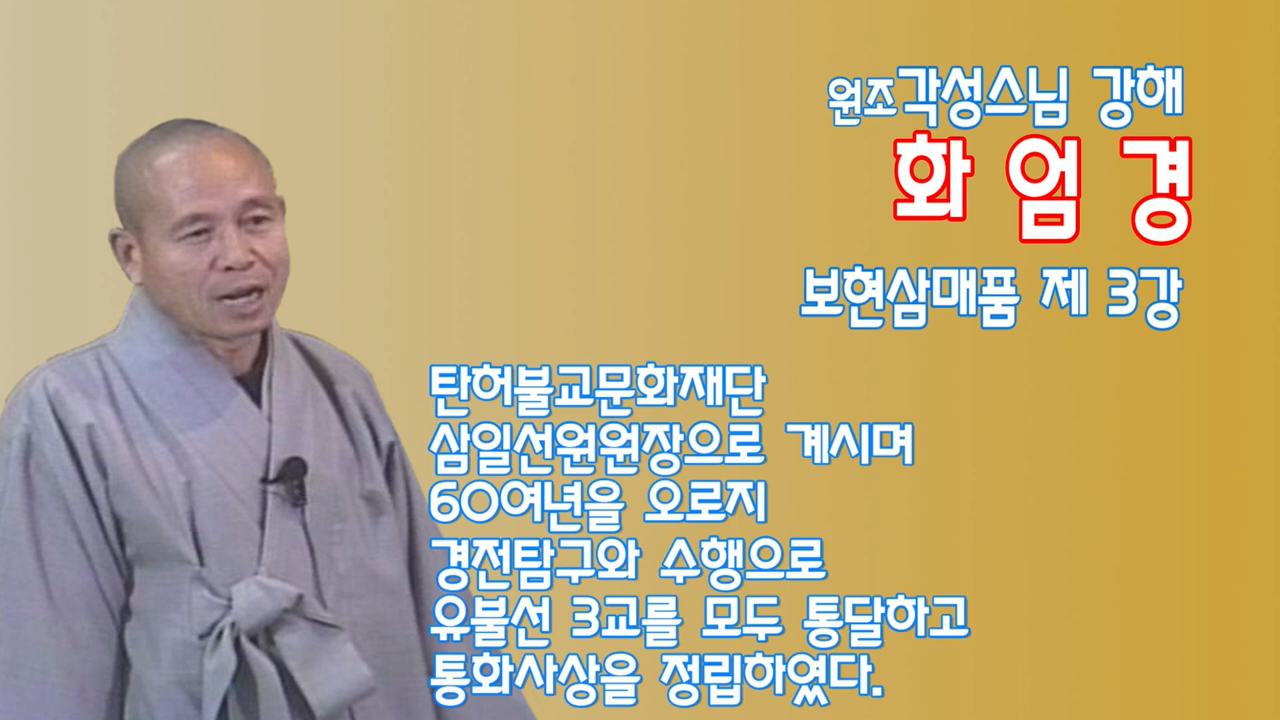 원조각성스님 강해
화엄경
보현삼매품 제 3강
탄허불교문화재단
삼일선원원장으로 계시며
60여년을 오로지
경전탐구와 수행으로
유불선 3교를 모두 통달하고
통화사상을 정립하였다.